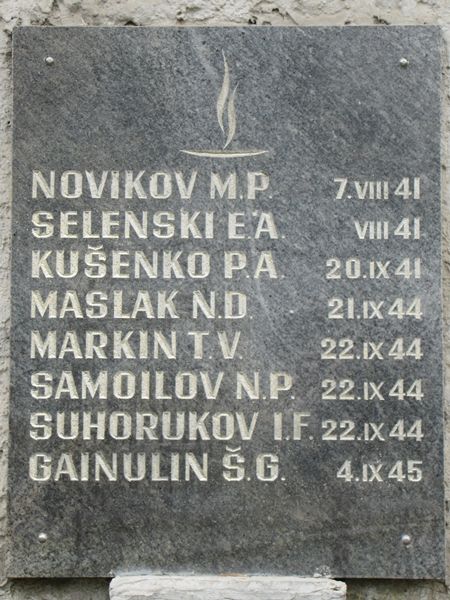 NOVIKOV M.P. 7.VIII 41
SELENSKI E.A. VIII 41
KUŠENKO P.A. 20.IX 41
MASLAK N.D. 21.IX 44
MARKIN T.V. 22.IX 44
SAMOILOV N.P. 22.IX 44
SUHORUKOV I.F. 22.IX 44
GAINULIN Š.G. 4.IX 45